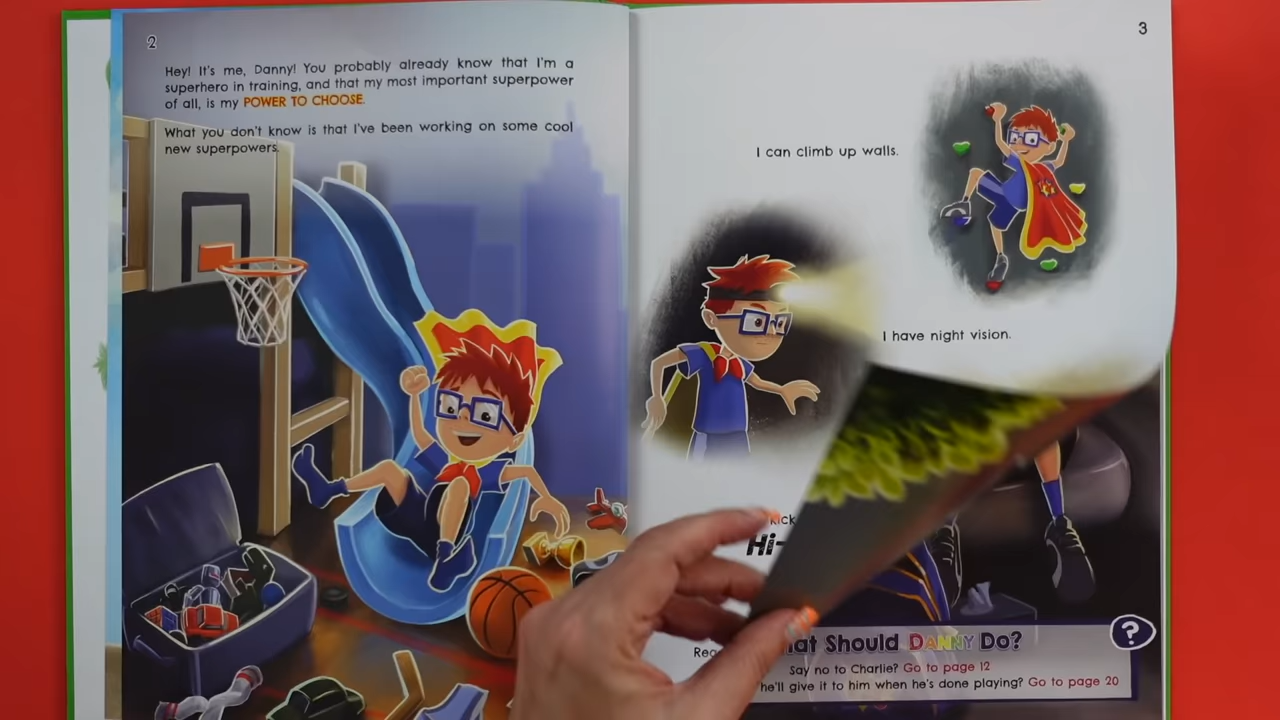 2
Hey! It's me, Danny! You probably already know that I'm a
superhero in training, and that my most important superpower
of all, is my POWER TO CHOOSE.
What you don't know is that I've been working on some cool
new superpowers.
3
I can climb up walls.
I have night vision.
kick
Hi-
Should DANNY Do?
?
Say no to Charlie? Go to page 12
he'll give it to him when he's done playing? Go to page 20